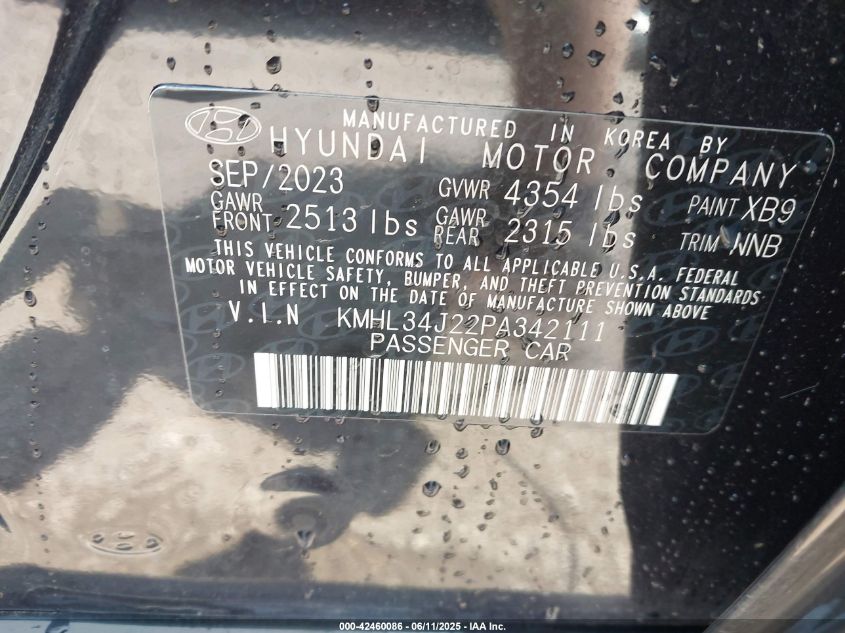 MANUFACTURED IN KOREA BY
HYUNDAI MOTOR COMPANY
SEP/2023 GVWR 4354 lbs PAINT XB9
GAWR FRONT 2513 lbs GAWR REAR 2315 lbs TRIM WNB
THIS VEHICLE CONFORMS TO ALL APPLICABLE U.S.A. FEDERAL
MOTOR VEHICLE SAFETY, BUMPER, AND THEFT PREVENTION STANDARDS
IN EFFECT ON THE DATE OF MANUFACTURE SHOWN ABOVE
V.I.N KMHL34J22PA342111
PASSENGER CAR
000-42460086 - 06/11/2025 - IAA Inc.